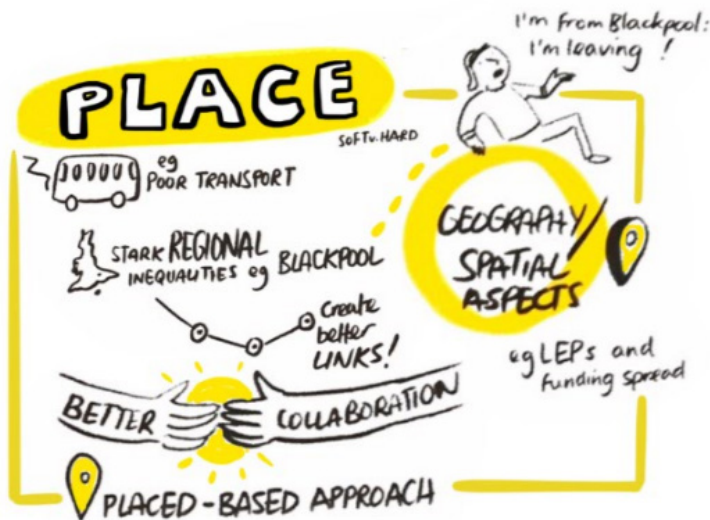 I'm from Blackpool:
I'm leaving !
PLACE
SOFT v. HARD
eg
POOR TRANSPORT
GEOGRAPHY/
SPATIAL
ASPECTS
STARK REGIONAL
INEQUALITIES eg BLACKPOOL
Create
better
LINKS!
eg LEPs and
funding spread
BETTER COLLABORATION
PLACED-BASED APPROACH